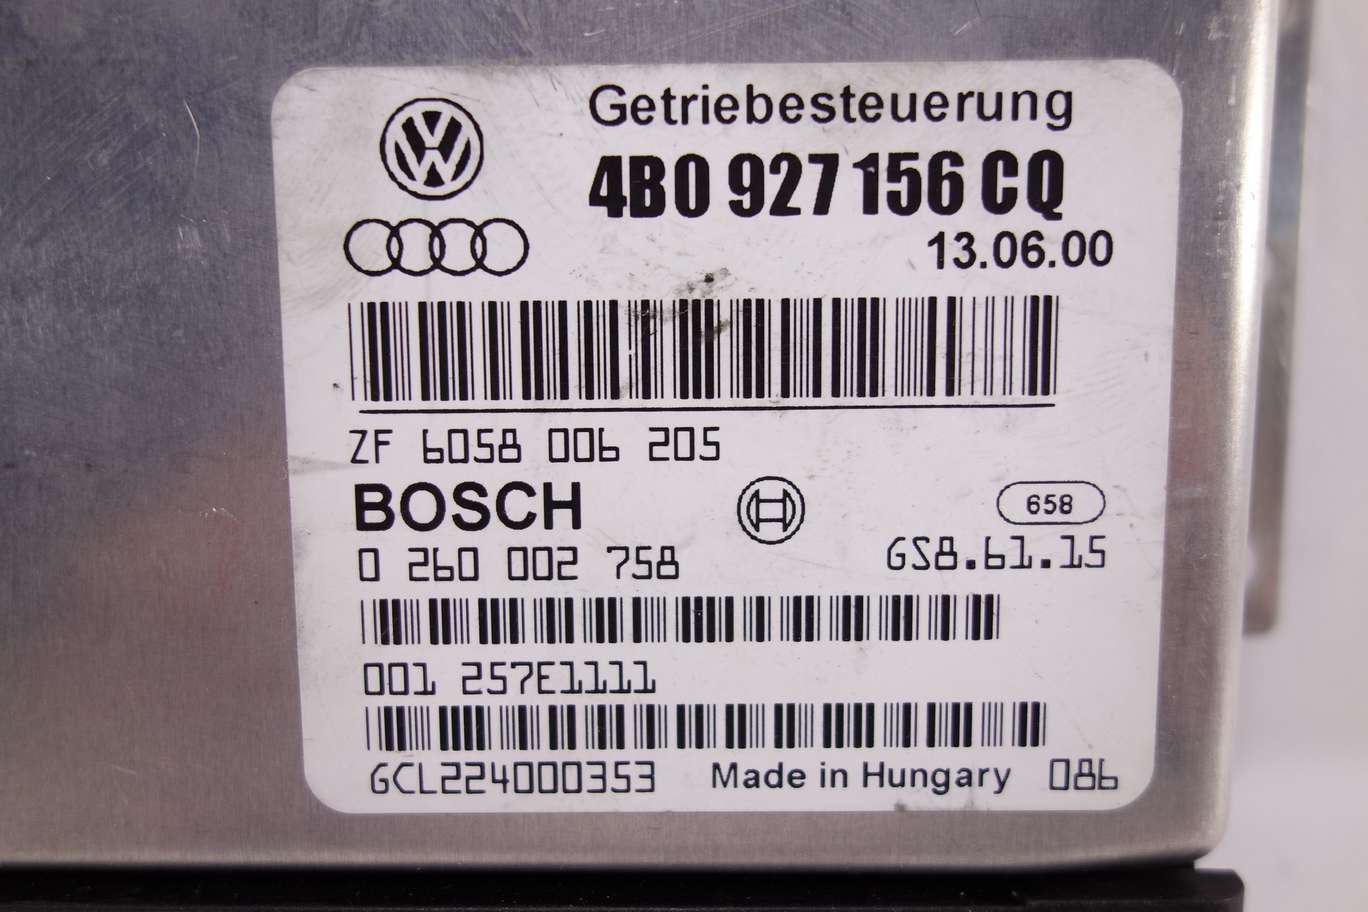 Getriebesteuerung
4B0 927 156 CQ
13.06.00
ZF 6058 006 205
BOSCH
658
0 260 002 758
GS8.61.15
001 257E1111
GCL224000353
Made in Hungary
086